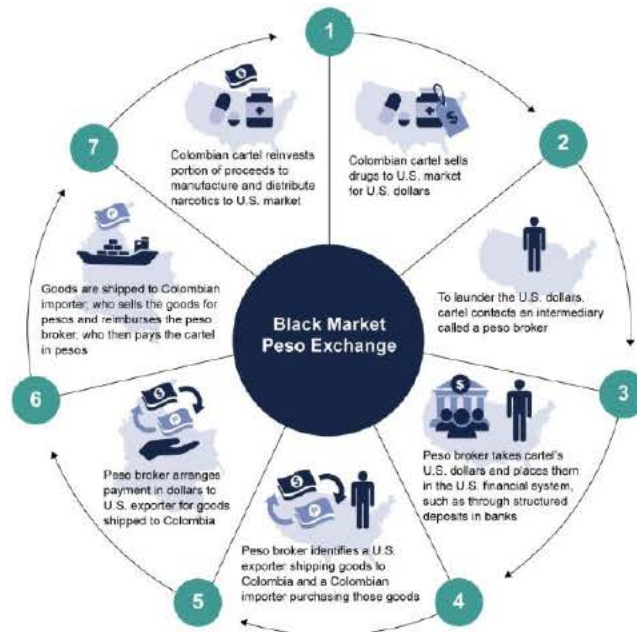 1
Colombian cartel sells
drugs to U.S. market
for U.S. dollars
2
To launder the U.S. dollars,
cartel contacts an intermediary
called a peso broker
3
Peso broker takes cartel's
U.S. dollars and places them
in the U.S. financial system,
such as through structured
deposits in banks
4
Peso broker identifies a U.S.
exporter shipping goods to
Colombia and a Colombian
importer purchasing those goods
5
Peso broker arranges
payment in dollars to
U.S. exporter for goods
shipped to Colombia
6
Goods are shipped to Colombian
importer, who sells the goods for
pesos and reimburses the peso
broker, who then pays the cartel
in pesos
7
Colombian cartel reinvests
portion of proceeds to
manufacture and distribute
narcotics to U.S. market
Black Market
Peso Exchange